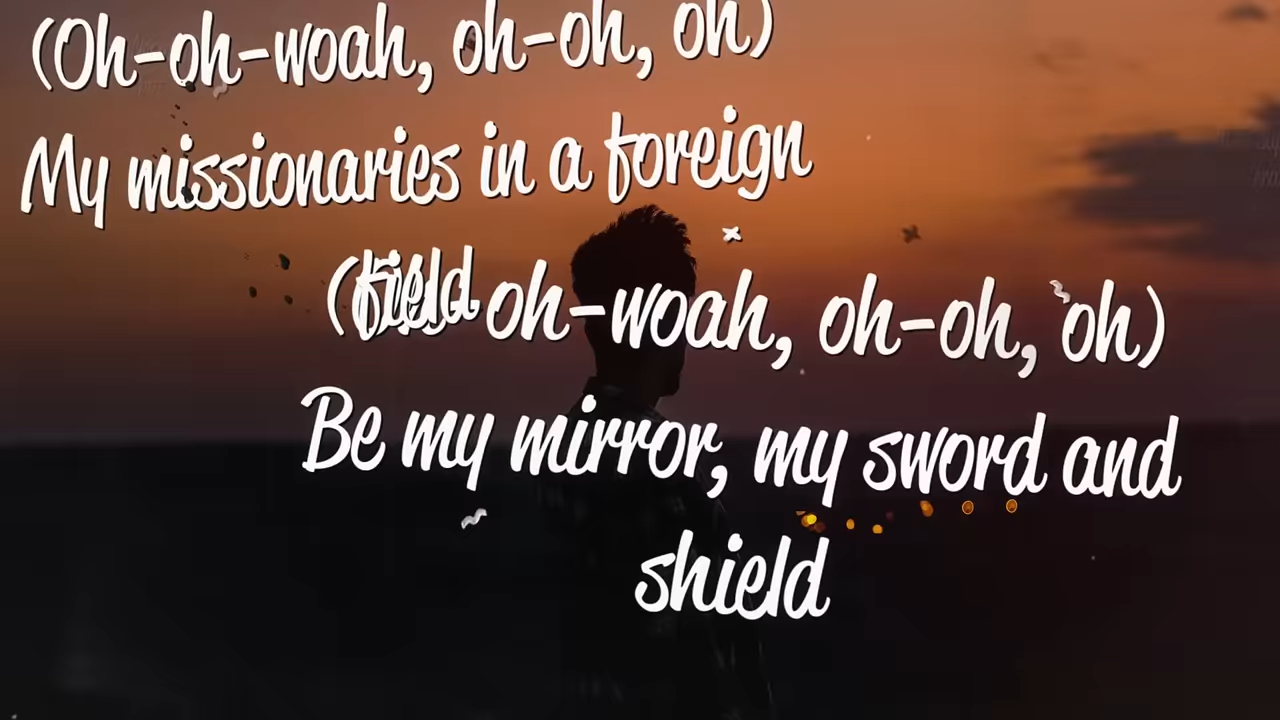 (Oh-oh-woah, oh-oh, oh)
My missionaries in a foreign
field
( oh-woah, oh-oh, oh)
Be my mirror, my sword and
shield